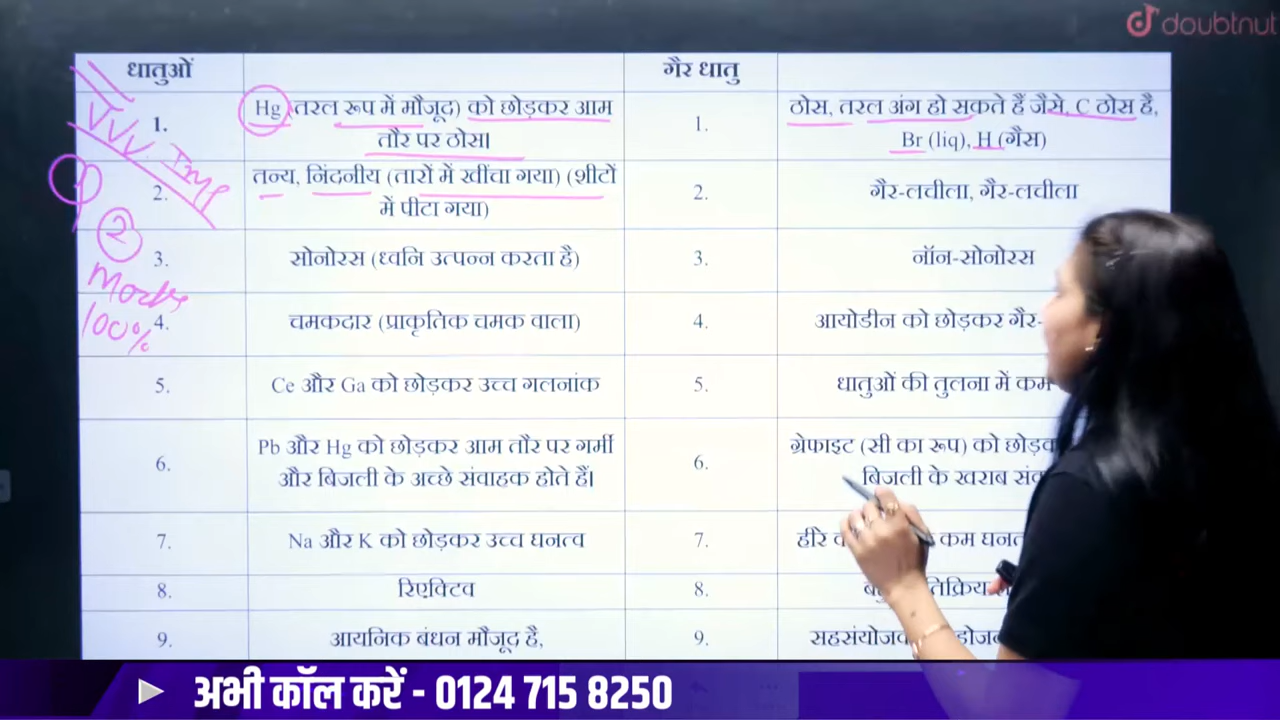 doubtnut
धातुओं
गैर धातु
1.
Hg (तरल रूप में मौजूद) को छोड़कर आम
तौर पर ठोस।
1.
ठोस, तरल अंग हो सकते हैं जैसे, C ठोस है,
Br (liq), H (गैस)
VVV Imp
2.
तन्य, निंदनीय (तारों में खींचा गया) (शीटों
में पीटा गया)
2.
गैर-लचीला, गैर-लचीला
2
Marks
100%
3.
सोनोरस (ध्वनि उत्पन्न करता है)
3.
नॉन-सोनोरस
4.
चमकदार (प्राकृतिक चमक वाला)
4.
आयोडीन को छोड़कर गैर-
5.
Ce और Ga को छोड़कर उच्च गलनांक
5.
धातुओं की तुलना में कम
6.
Pb और Hg को छोड़कर आम तौर पर गर्मी
और बिजली के अच्छे संवाहक होते हैं।
6.
ग्रेफाइट (सी का रूप) को
बिजली के खराब
7.
Na और K को छोड़कर उच्च घनत्व
7.
हीरे कम
8.
रिएक्टिव
8.
9.
आयनिक बंधन मौजूद है,
9.
अभी कॉल करें - 0124 715 8250